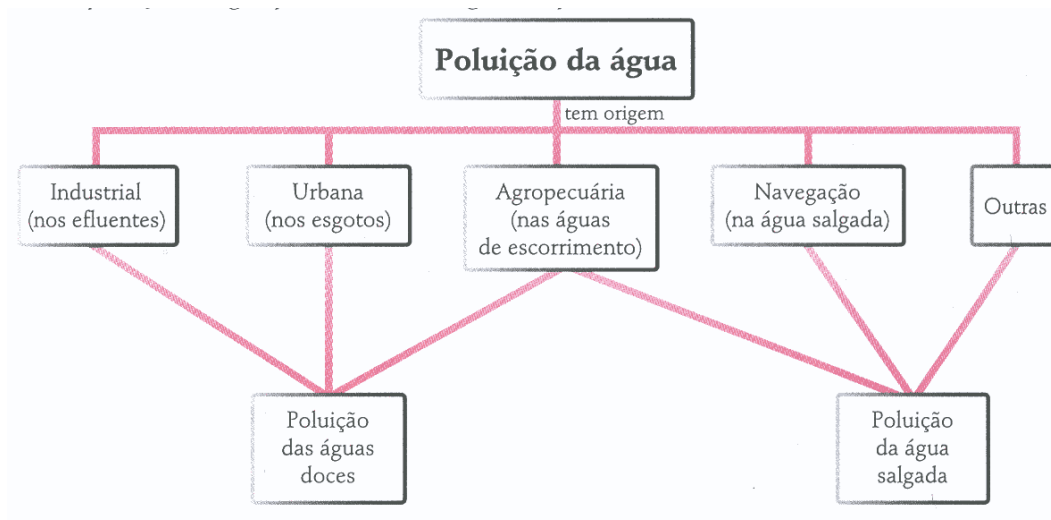 Poluição da água
tem origem
Industrial
(nos efluentes)
Urbana
(nos esgotos)
Agropecuária
(nas águas
de escorrimento)
Navegação
(na água salgada)
Outras
Poluição
das águas
doces
Poluição
da água
salgada